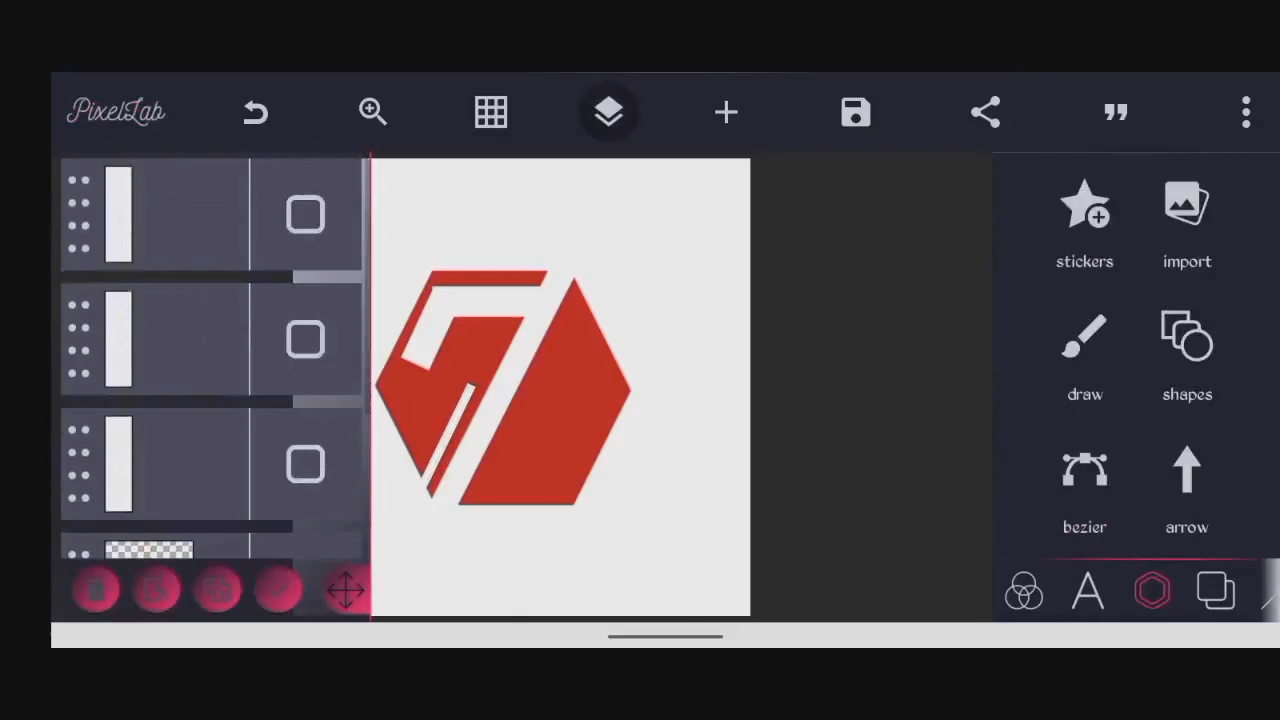 PixelLab
stickers
import
draw
shapes
bezier
arrow